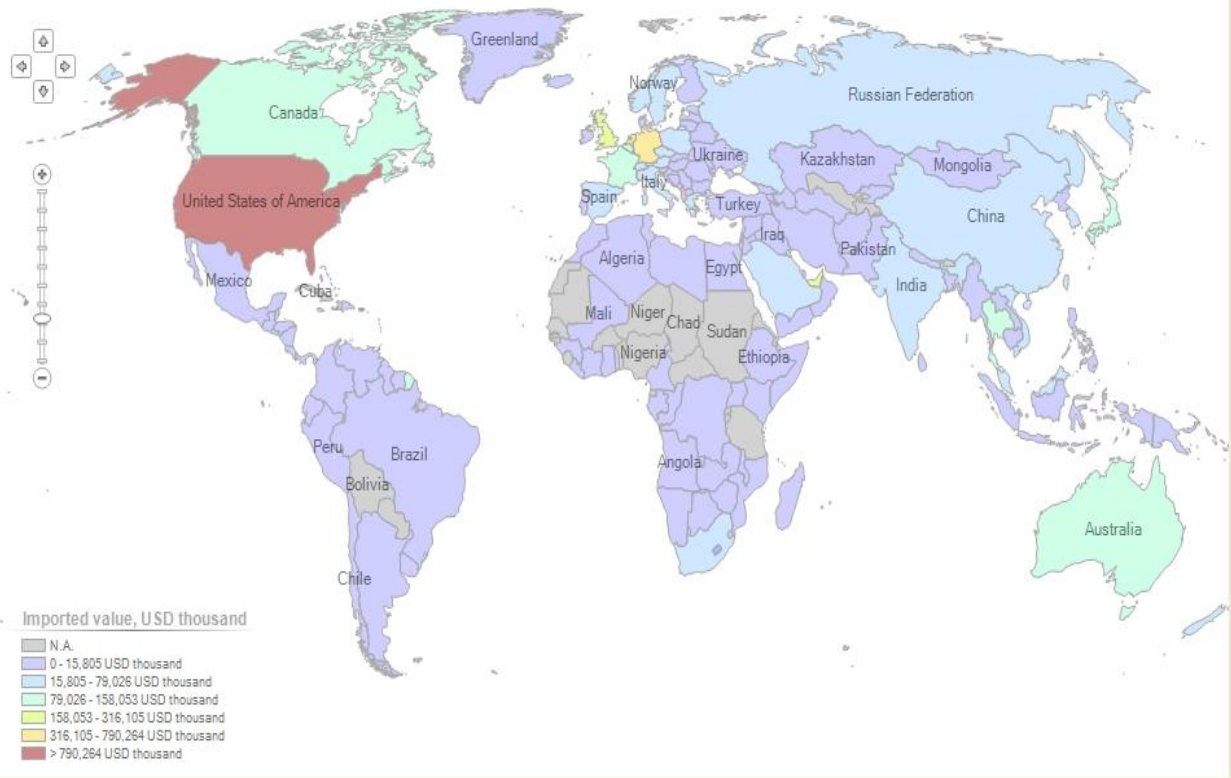 Greenland
Norway
Russian Federation
Canada
Ukraine
Kazakhstan
Mongolia
Italy
Spain
United States of America
Turkey
China
Iraq
Pakistan
Algeria
Egypt
Mexico
India
Cuba
Mali
Niger
Chad
Sudan
Nigeria
Ethiopia
Peru
Brazil
Angola
Bolivia
Australia
Chile
Imported value, USD thousand
N.A.
0 - 15,805 USD thousand
15,805 - 79,026 USD thousand
79,026 - 158,053 USD thousand
158,053 - 316,105 USD thousand
316,105 - 790,264 USD thousand
> 790,264 USD thousand